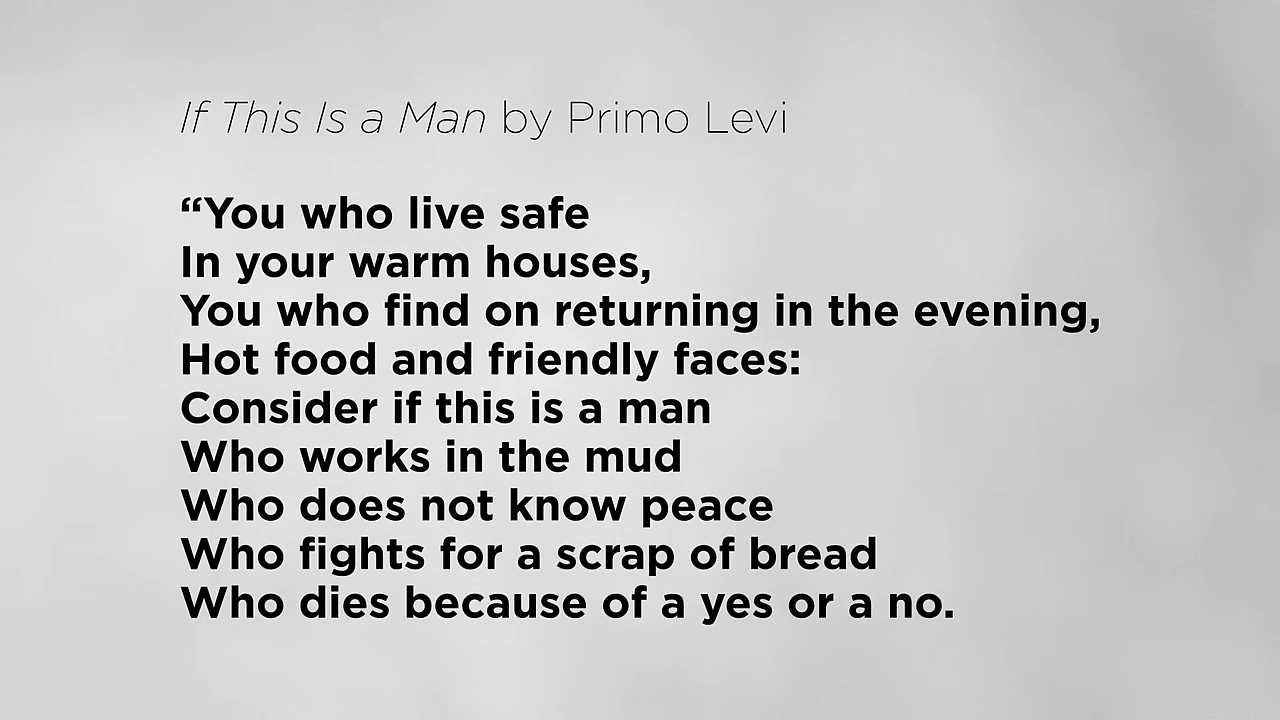 If This Is a Man by Primo Levi
“You who live safe
In your warm houses,
You who find on returning in the evening,
Hot food and friendly faces:
Consider if this is a man
Who works in the mud
Who does not know peace
Who fights for a scrap of bread
Who dies because of a yes or a no.